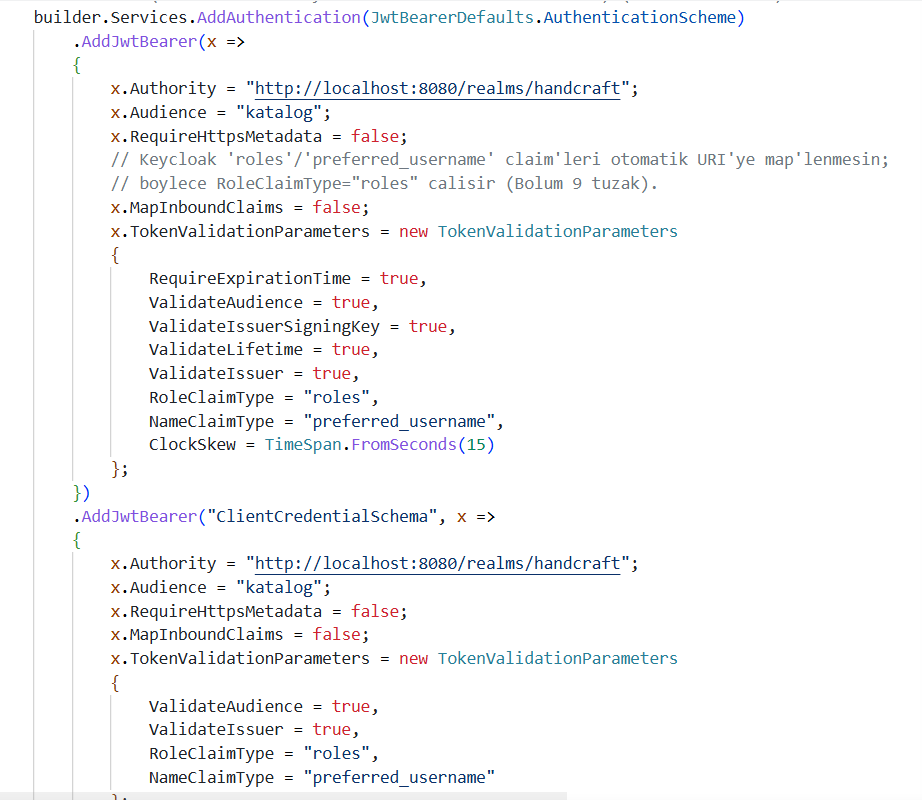 builder.Services.AddAuthentication(JwtBearerDefaults.AuthenticationScheme)
.AddJwtBearer(x =>
{
x.Authority = "http://localhost:8080/realms/handcraft";
x.Audience = "katalog";
x.RequireHttpsMetadata = false;
// Keycloak 'roles'/'preferred_username' claim'leri otomatik URI'ye map'lenmesin;
// boylece RoleClaimType="roles" calisir (Bolum 9 tuzak).
x.MapInboundClaims = false;
x.TokenValidationParameters = new TokenValidationParameters
{
RequireExpirationTime = true,
ValidateAudience = true,
ValidateIssuerSigningKey = true,
ValidateLifetime = true,
ValidateIssuer = true,
RoleClaimType = "roles",
NameClaimType = "preferred_username",
ClockSkew = TimeSpan.FromSeconds(15)
};
})
.AddJwtBearer("ClientCredentialSchema", x =>
{
x.Authority = "http://localhost:8080/realms/handcraft";
x.Audience = "katalog";
x.RequireHttpsMetadata = false;
x.MapInboundClaims = false;
x.TokenValidationParameters = new TokenValidationParameters
{
ValidateAudience = true,
ValidateIssuer = true,
RoleClaimType = "roles",
NameClaimType = "preferred_username"